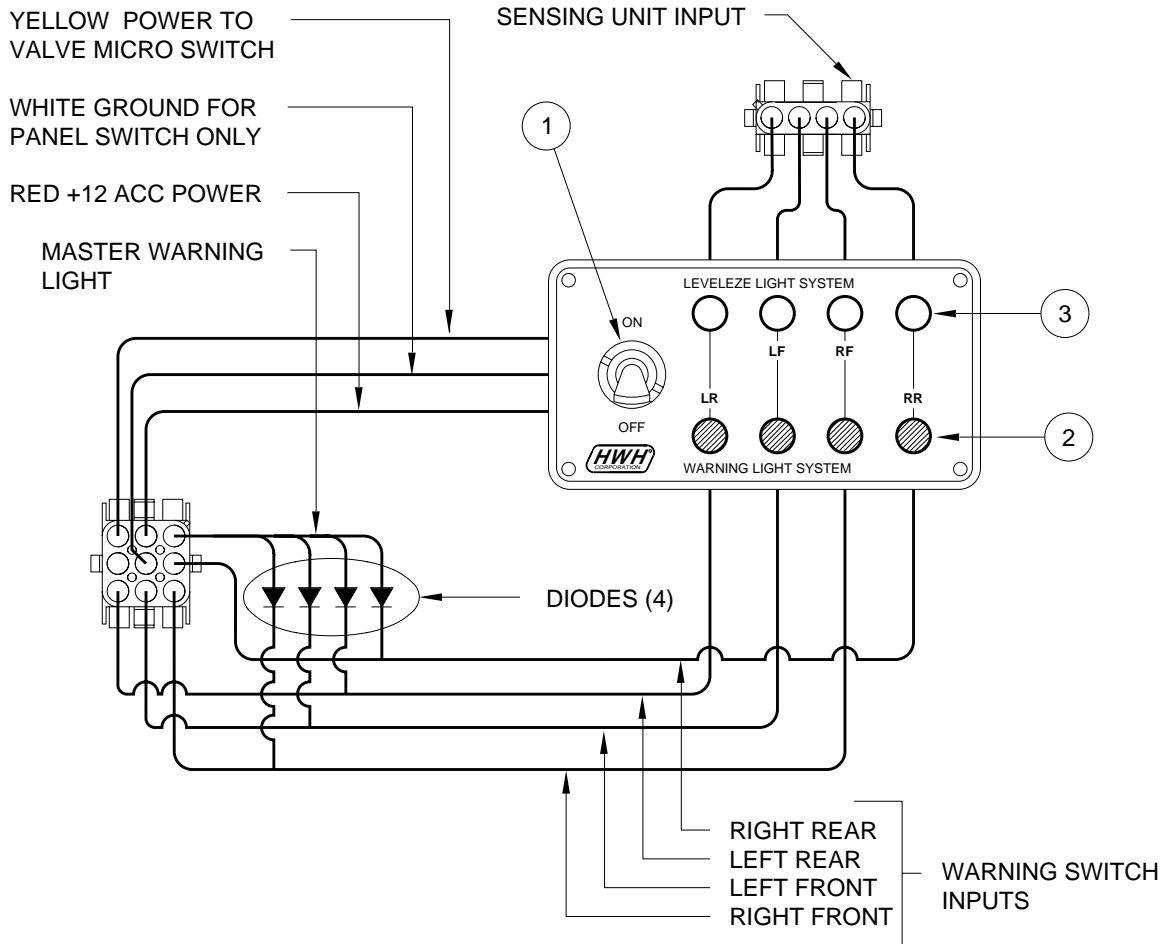 YELLOW POWER TO
VALVE MICRO SWITCH
SENSING UNIT INPUT
WHITE GROUND FOR
PANEL SWITCH ONLY
1
RED +12 ACC POWER
MASTER WARNING
LIGHT
LEVELEZE LIGHT SYSTEM
3
ON
LF
RF
LR
RR
OFF
2
HWH
CORPORATION
WARNING LIGHT SYSTEM
DIODES (4)
RIGHT REAR
LEFT REAR
LEFT FRONT
RIGHT FRONT
WARNING SWITCH
INPUTS